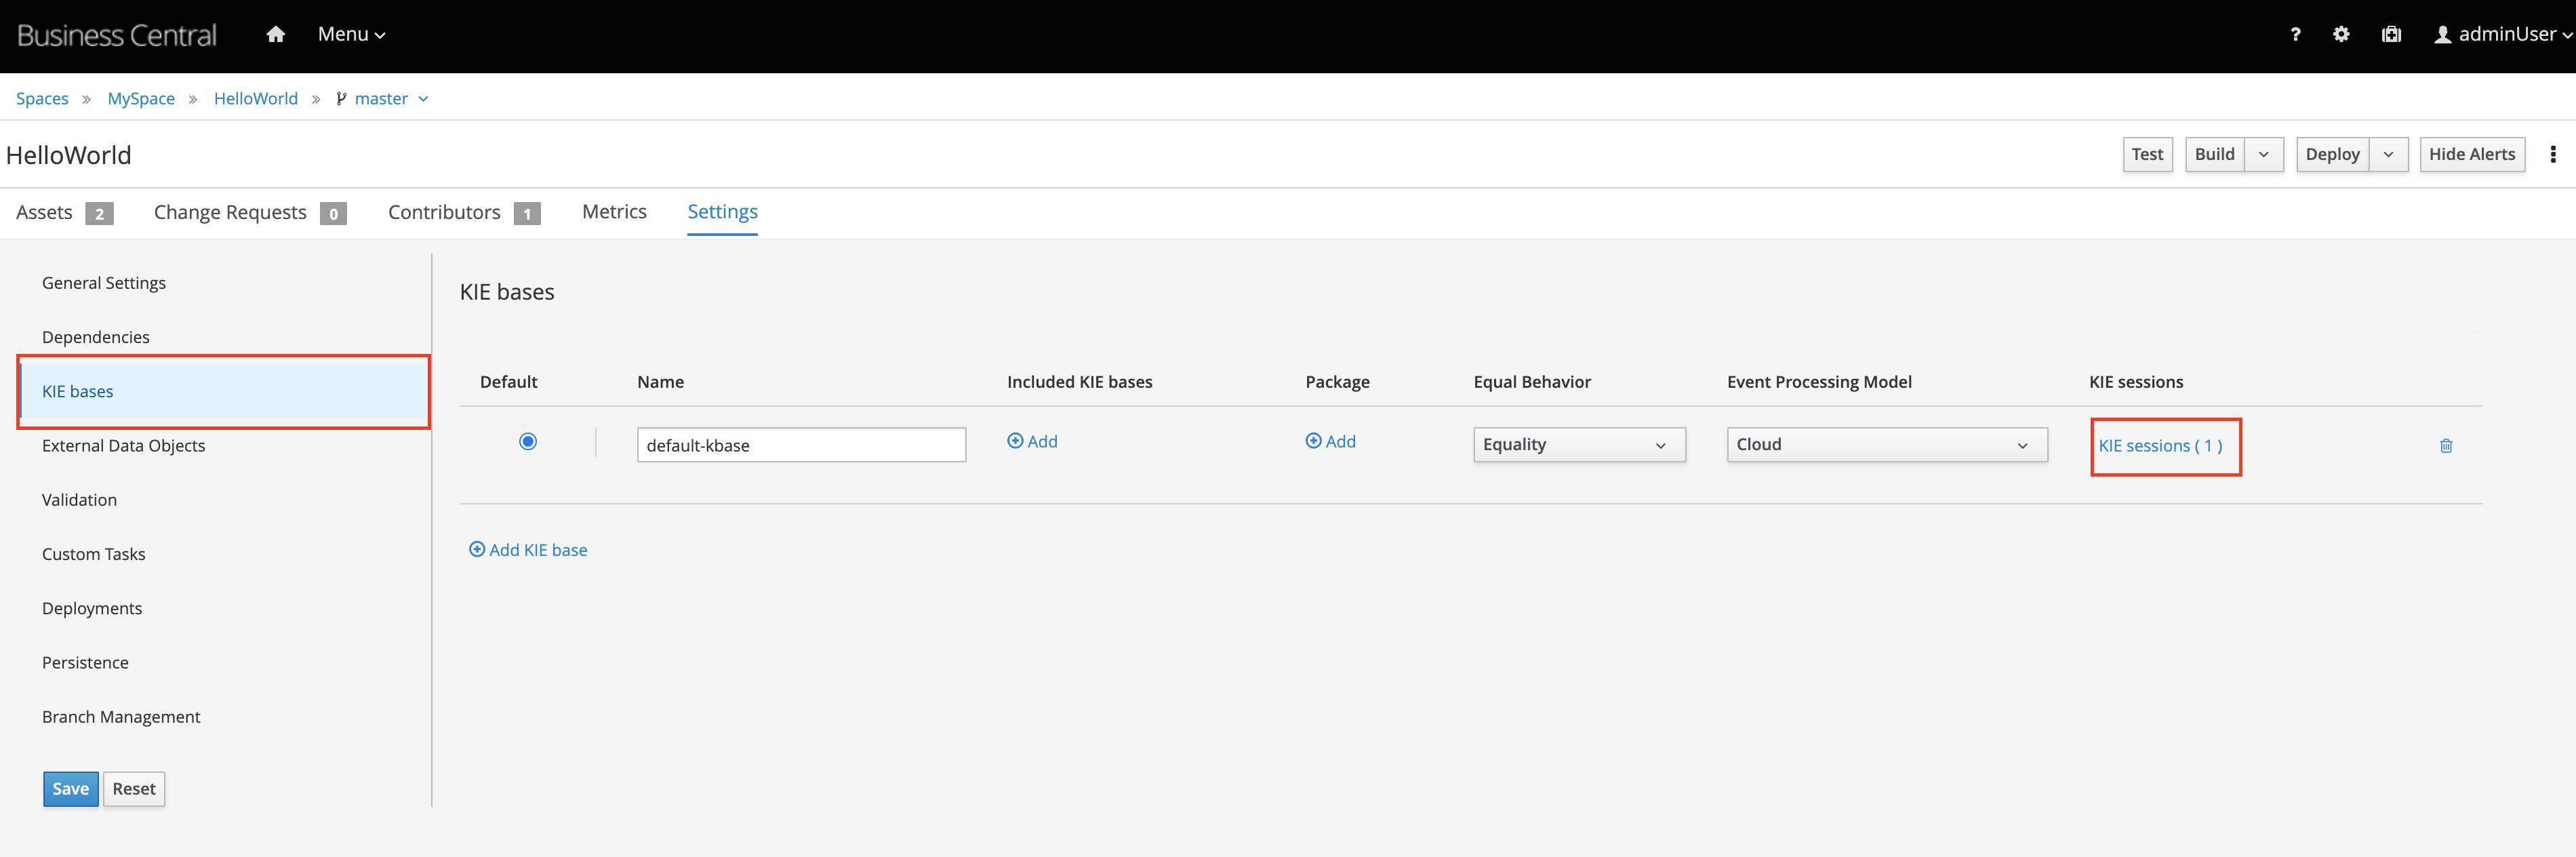 Business Central Menu ? adminUser
Spaces » MySpace » HelloWorld » master
HelloWorld Test Build Deploy Hide Alerts
Assets 2 Change Requests 0 Contributors 1 Metrics Settings
General Settings
Dependencies
KIE bases
External Data Objects
Validation
Custom Tasks
Deployments
Persistence
Branch Management
Save Reset
KIE bases
Default Name Included KIE bases Package Equal Behavior Event Processing Model KIE sessions
default-kbase Add Add Equality Cloud KIE sessions ( 1 )
Add KIE base